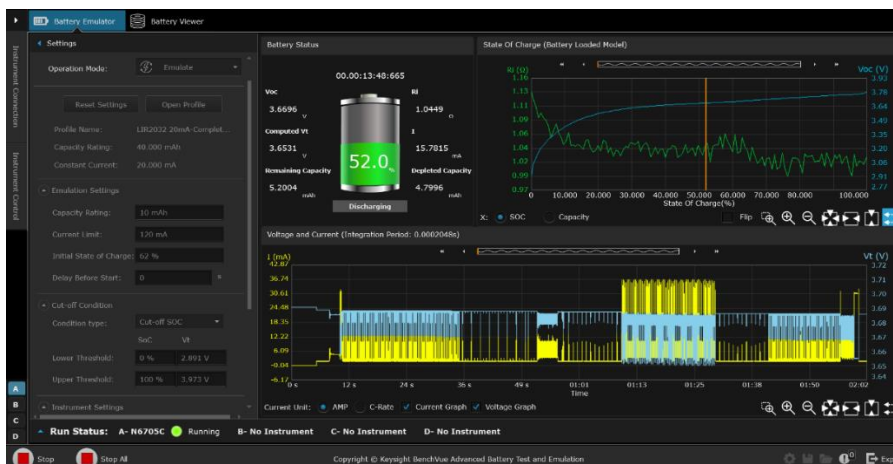 Battery Emulator
Battery Viewer
Instrument Connection
Instrument Control
A
B
C
D
Settings
Operation Mode: Emulate
Reset Settings Open Profile
Profile Name: LIR2032 20mA-Complet...
Capacity Rating: 40.000 mAh
Constant Current: 20.000 mA
Emulation Settings
Capacity Rating: 10 mAh
Current Limit: 120 mA
Initial State of Charge: 62 %
Delay Before Start: 0 s
Cut-off Condition
Condition type: Cut-off SOC
SoC Vt
Lower Threshold: 0 % 2.891 V
Upper Threshold: 100 % 3.973 V
Instrument Settings
Battery Status
00.00:13:48:665
Voc
3.6696 V
RI
1.0449 Ω
Computed Vt
3.6531 V
I
15.7815 mA
Remaining Capacity
5.2004 mAh
Depleted Capacity
4.7996 mAh
52.0 %
Discharging
State Of Charge (Battery Loaded Model)
RI (Ω)
Voc (V)
1.16
1.13
1.11
1.09
1.06
1.04
1.02
0.99
0.97
3.93
3.78
3.64
3.49
3.35
3.20
3.06
2.91
2.77
0 10.000 20.000 30.000 40.000 50.000 60.000 70.000 80.000 100.000
State Of Charge(%)
X: SOC Capacity Flip
Voltage and Current (Integration Period: 0.0002048s)
I (mA)
Vt (V)
42.87
36.74
30.61
24.48
18.35
12.22
6.09
-0.04
-6.17
3.72
3.71
3.70
3.69
3.68
3.67
3.66
3.65
3.64
0 s 12 s 24 s 36 s 49 s 01:01 01:13 01:25 01:38 01:50 02:02
Time
Current Unit: AMP C-Rate Current Graph Voltage Graph
Run Status: A- N6705C Running B- No Instrument C- No Instrument D- No Instrument
Stop Stop All Copyright © Keysight BenchVue Advanced Battery Test and Emulation 0 Exp